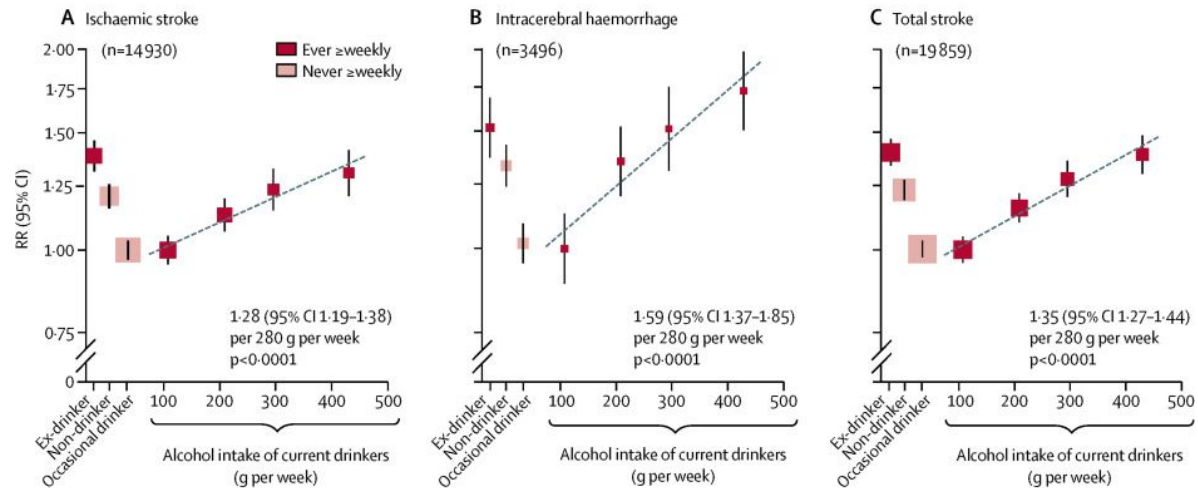 A Ischaemic stroke
(n=14930)
Ever ≥weekly
Never ≥weekly
RR (95% CI)
2·00
1·75
1·50
1·25
1·00
0·75
0
1·28 (95% CI 1·19–1·38)
per 280 g per week
p<0·0001
Ex-drinker
Non-drinker
Occasional drinker
100 200 300 400 500
Alcohol intake of current drinkers
(g per week)
B Intracerebral haemorrhage
(n=3496)
1·59 (95% CI 1·37–1·85)
per 280 g per week
p<0·0001
Ex-drinker
Non-drinker
Occasional drinker
100 200 300 400 500
Alcohol intake of current drinkers
(g per week)
C Total stroke
(n=19859)
1·35 (95% CI 1·27–1·44)
per 280 g per week
p<0·0001
Ex-drinker
Non-drinker
Occasional drinker
100 200 300 400 500
Alcohol intake of current drinkers
(g per week)